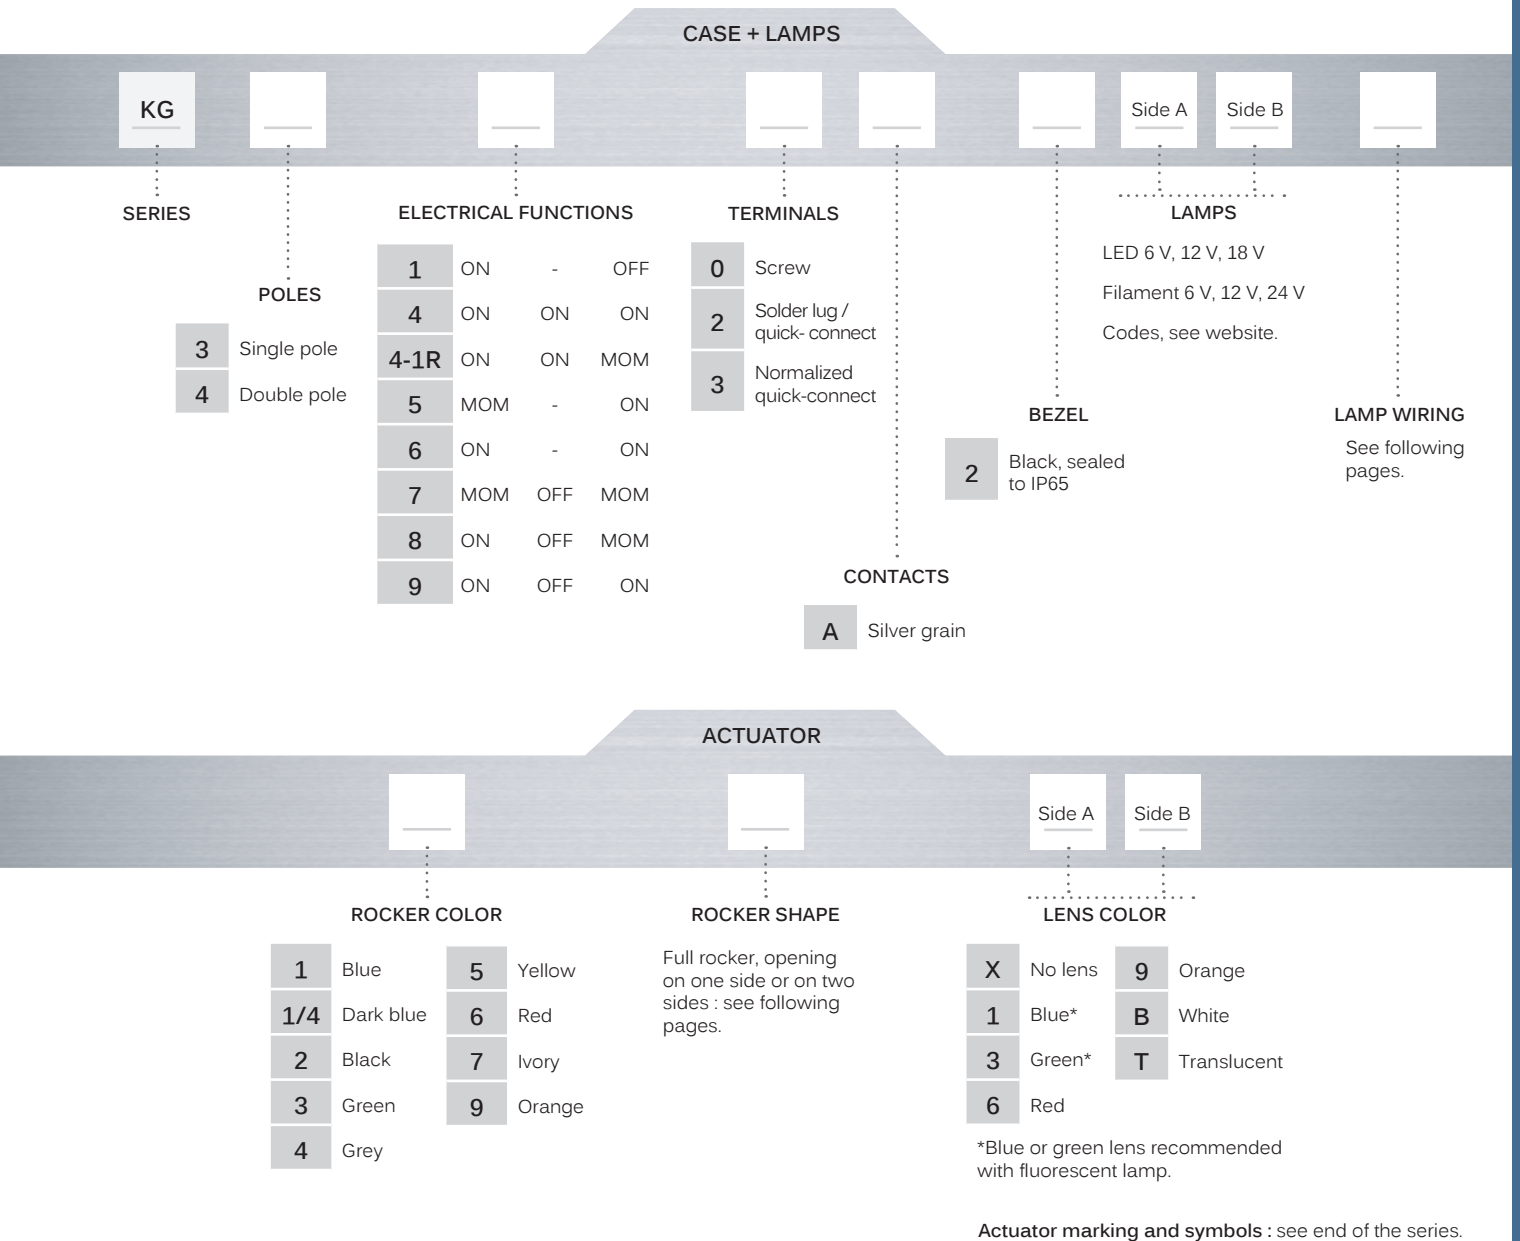 CASE + LAMPS
KG
Side A
Side B
SERIES
POLES
3 Single pole
4 Double pole
ELECTRICAL FUNCTIONS
1 ON - OFF
4 ON ON ON
4-1R ON ON MOM
5 MOM - ON
6 ON - ON
7 MOM OFF MOM
8 ON OFF MOM
9 ON OFF ON
TERMINALS
0 Screw
2 Solder lug /
quick- connect
3 Normalized
quick-connect
CONTACTS
A Silver grain
BEZEL
2 Black, sealed
to IP65
LAMPS
LED 6 V, 12 V, 18 V
Filament 6 V, 12 V, 24 V
Codes, see website.
LAMP WIRING
See following
pages.
ACTUATOR
Side A
Side B
ROCKER COLOR
1 Blue
1/4 Dark blue
2 Black
3 Green
4 Grey
5 Yellow
6 Red
7 Ivory
9 Orange
ROCKER SHAPE
Full rocker, opening
on one side or on two
sides : see following
pages.
LENS COLOR
X No lens
1 Blue*
3 Green*
6 Red
9 Orange
B White
T Translucent
*Blue or green lens recommended
with fluorescent lamp.
Actuator marking and symbols : see end of the series.